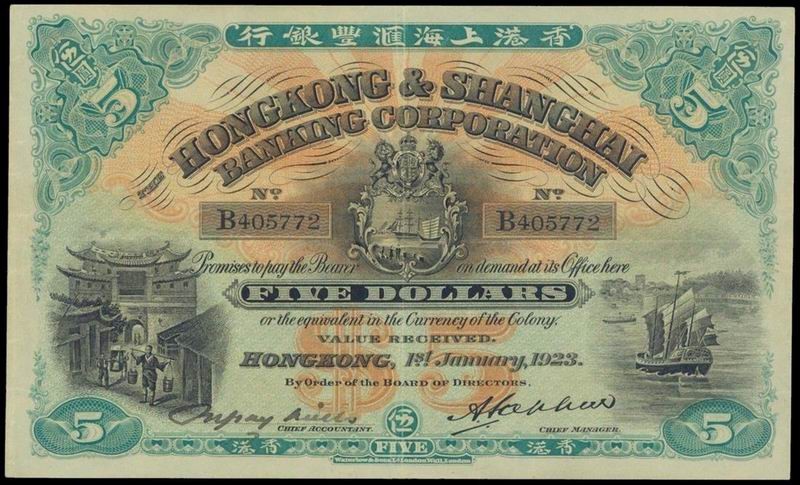 行銀豐滙海上港香
伍圓 5
伍圓 5
HONGKONG & SHANGHAI
BANKING CORPORATION
No. No.
B405772 B405772
Promises to pay the Bearer on demand at its Office here
FIVE DOLLARS
or the equivalent in the Currency of the Colony.
VALUE RECEIVED.
HONGKONG, 1st January, 1923.
By Order of the BOARD OF DIRECTORS.
CHIEF ACCOUNTANT. CHIEF MANAGER.
5 伍 5
港香 FIVE 港香
Waterlow & Sons Ld. London Wall, London